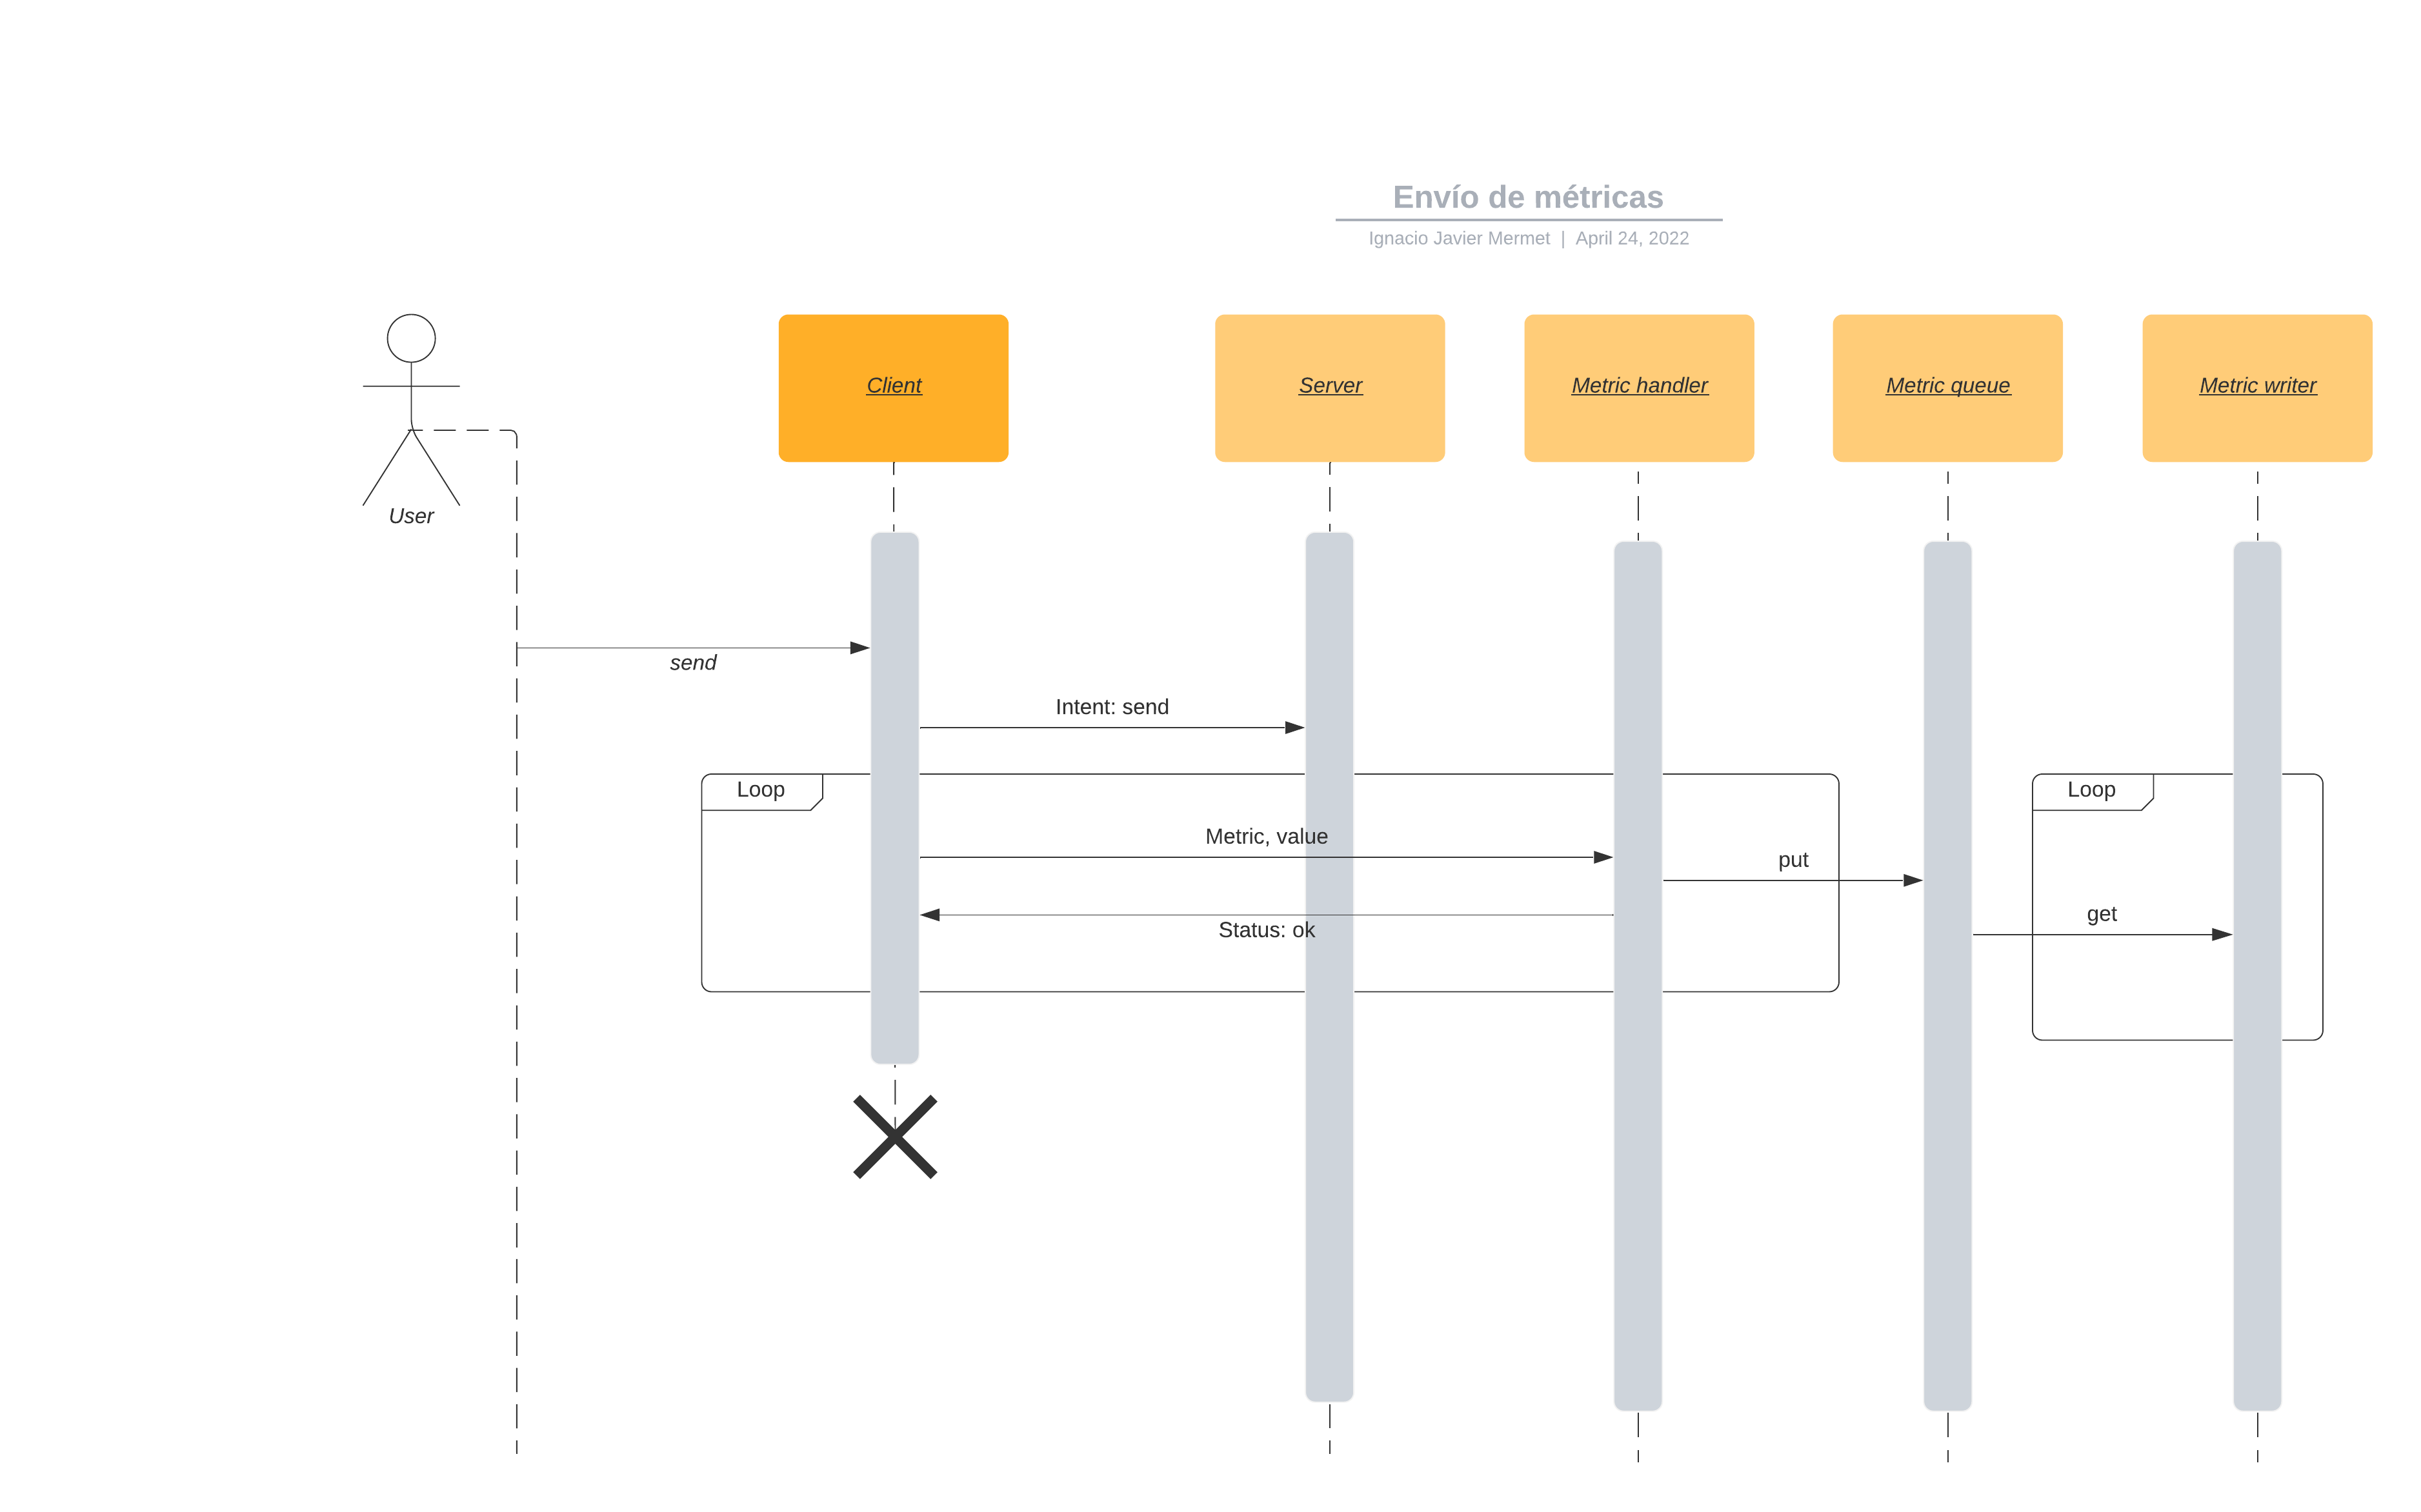 Envío de métricas
Ignacio Javier Mermet | April 24, 2022
Client
Server
Metric handler
Metric queue
Metric writer
User
send
Intent: send
Loop
Loop
Metric, value
put
get
Status: ok